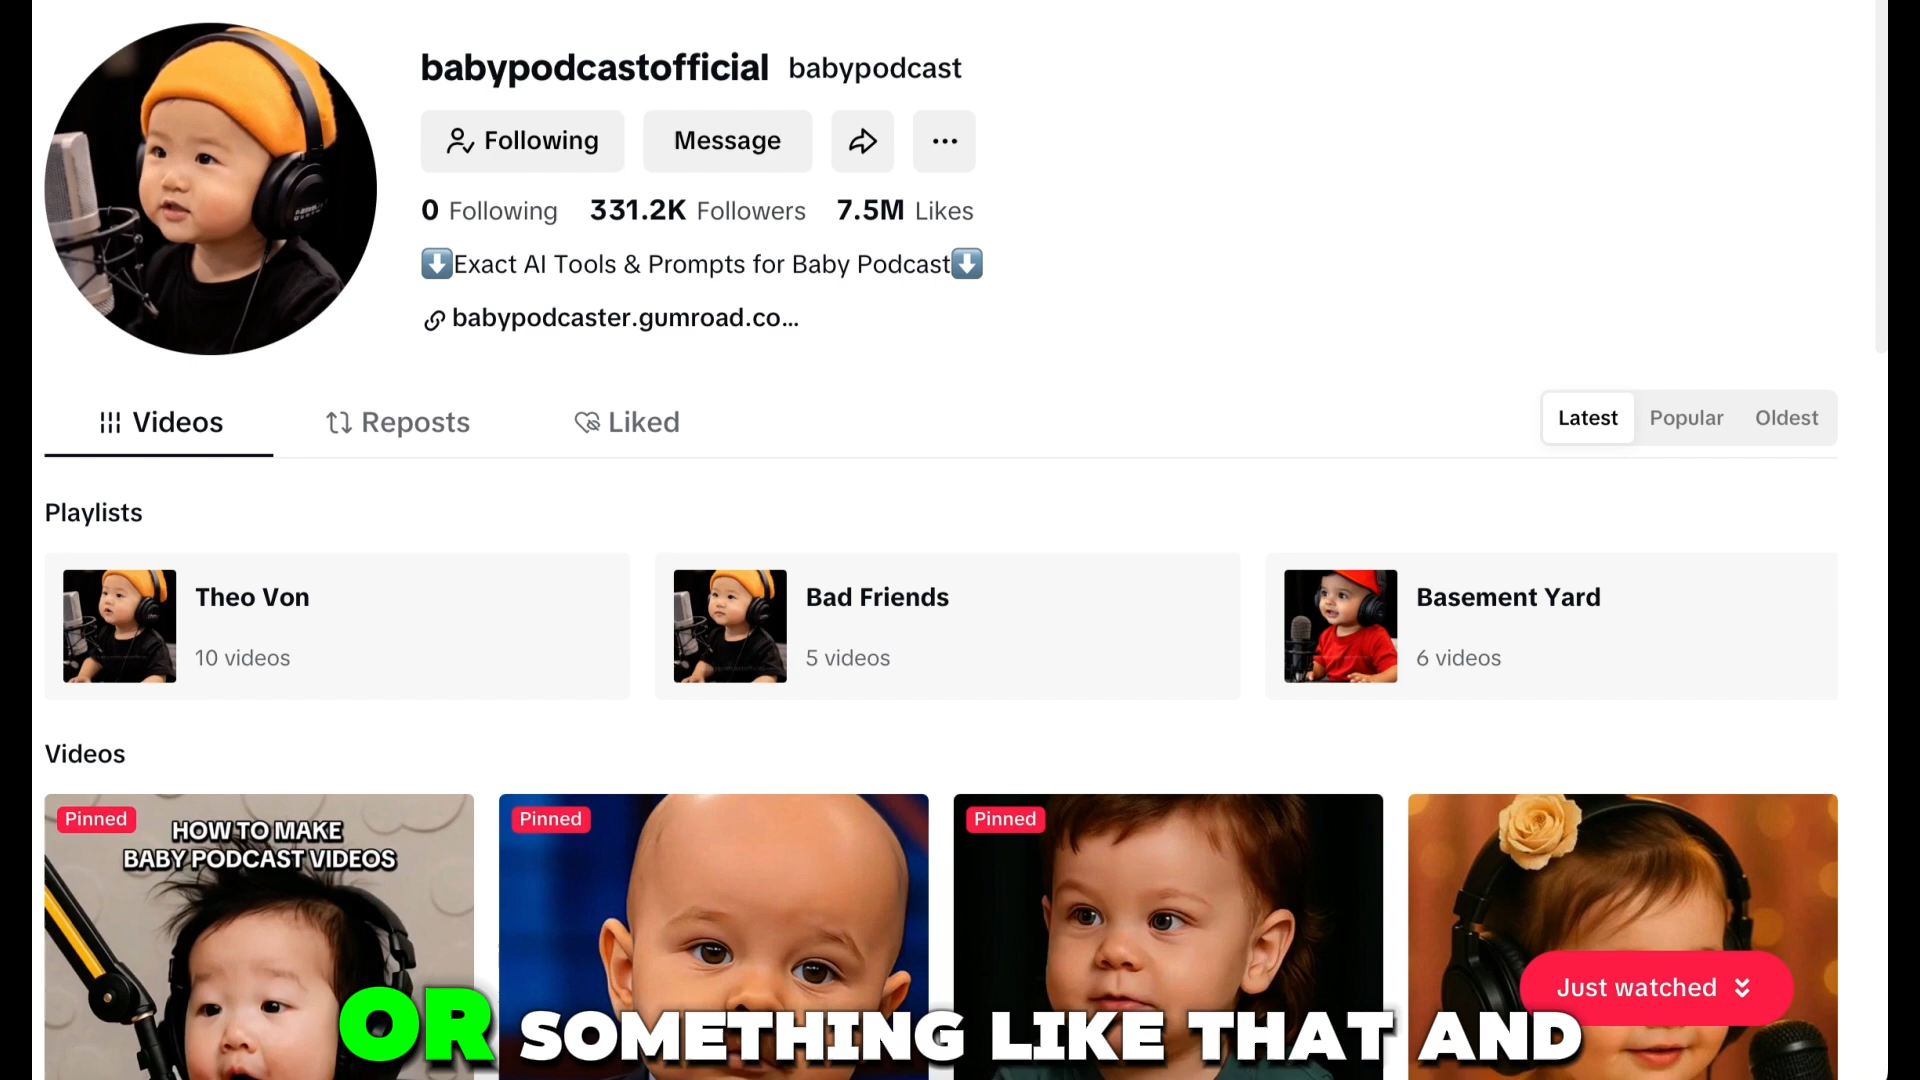 babypodcastofficial babypodcast
Following Message
0 Following 331.2K Followers 7.5M Likes
Exact AI Tools & Prompts for Baby Podcast
babypodcaster.gumroad.co...
Videos Reposts Liked
Latest Popular Oldest
Playlists
Theo Von
10 videos
Bad Friends
5 videos
Basement Yard
6 videos
Videos
Pinned
HOW TO MAKE
BABY PODCAST VIDEOS
Pinned
Pinned
Just watched
OR SOMETHING LIKE THAT AND